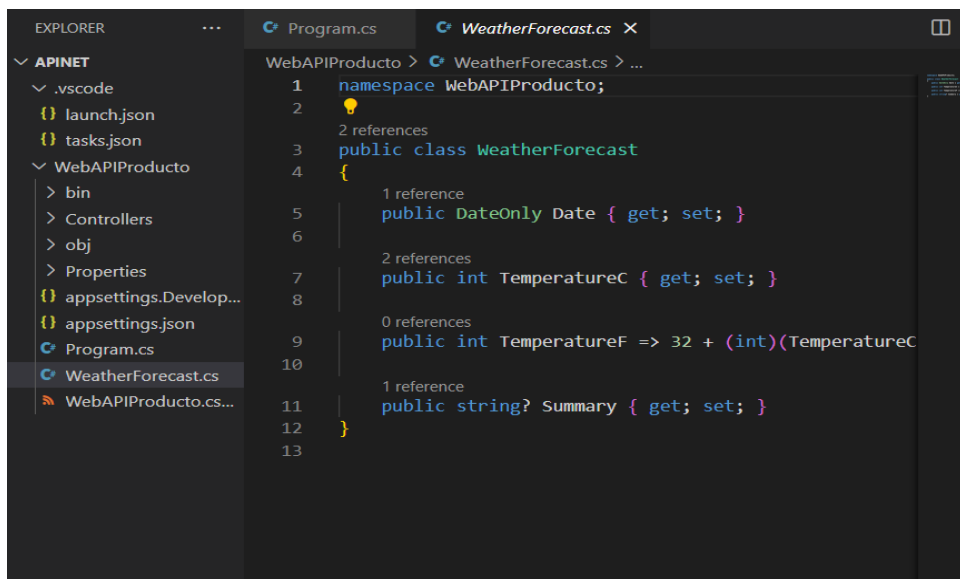 EXPLORER ...
Program.cs
WeatherForecast.cs
APINET
.vscode
{} launch.json
{} tasks.json
WebAPIProducto
bin
Controllers
obj
Properties
{} appsettings.Develop...
{} appsettings.json
C# Program.cs
C# WeatherForecast.cs
WebAPIProducto.cs...
WebAPIProducto > C# WeatherForecast.cs > ...
1 namespace WebAPIProducto;
2
2 references
3 public class WeatherForecast
4 {
1 reference
5 public DateOnly Date { get; set; }
6
2 references
7 public int TemperatureC { get; set; }
8
0 references
9 public int TemperatureF => 32 + (int)(TemperatureC
10
1 reference
11 public string? Summary { get; set; }
12 }
13